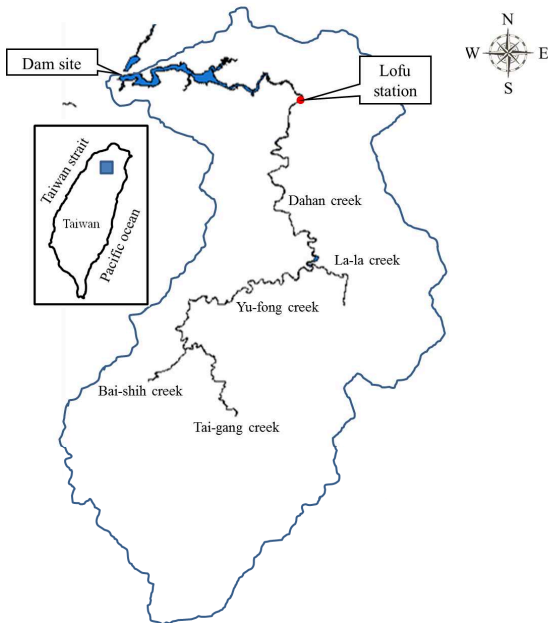 N
W
E
S
Dam site
Lofu
station
Taiwan strait
Taiwan
Pacific ocean
Dahan creek
La-la creek
Yu-fong creek
Bai-shih creek
Tai-gang creek